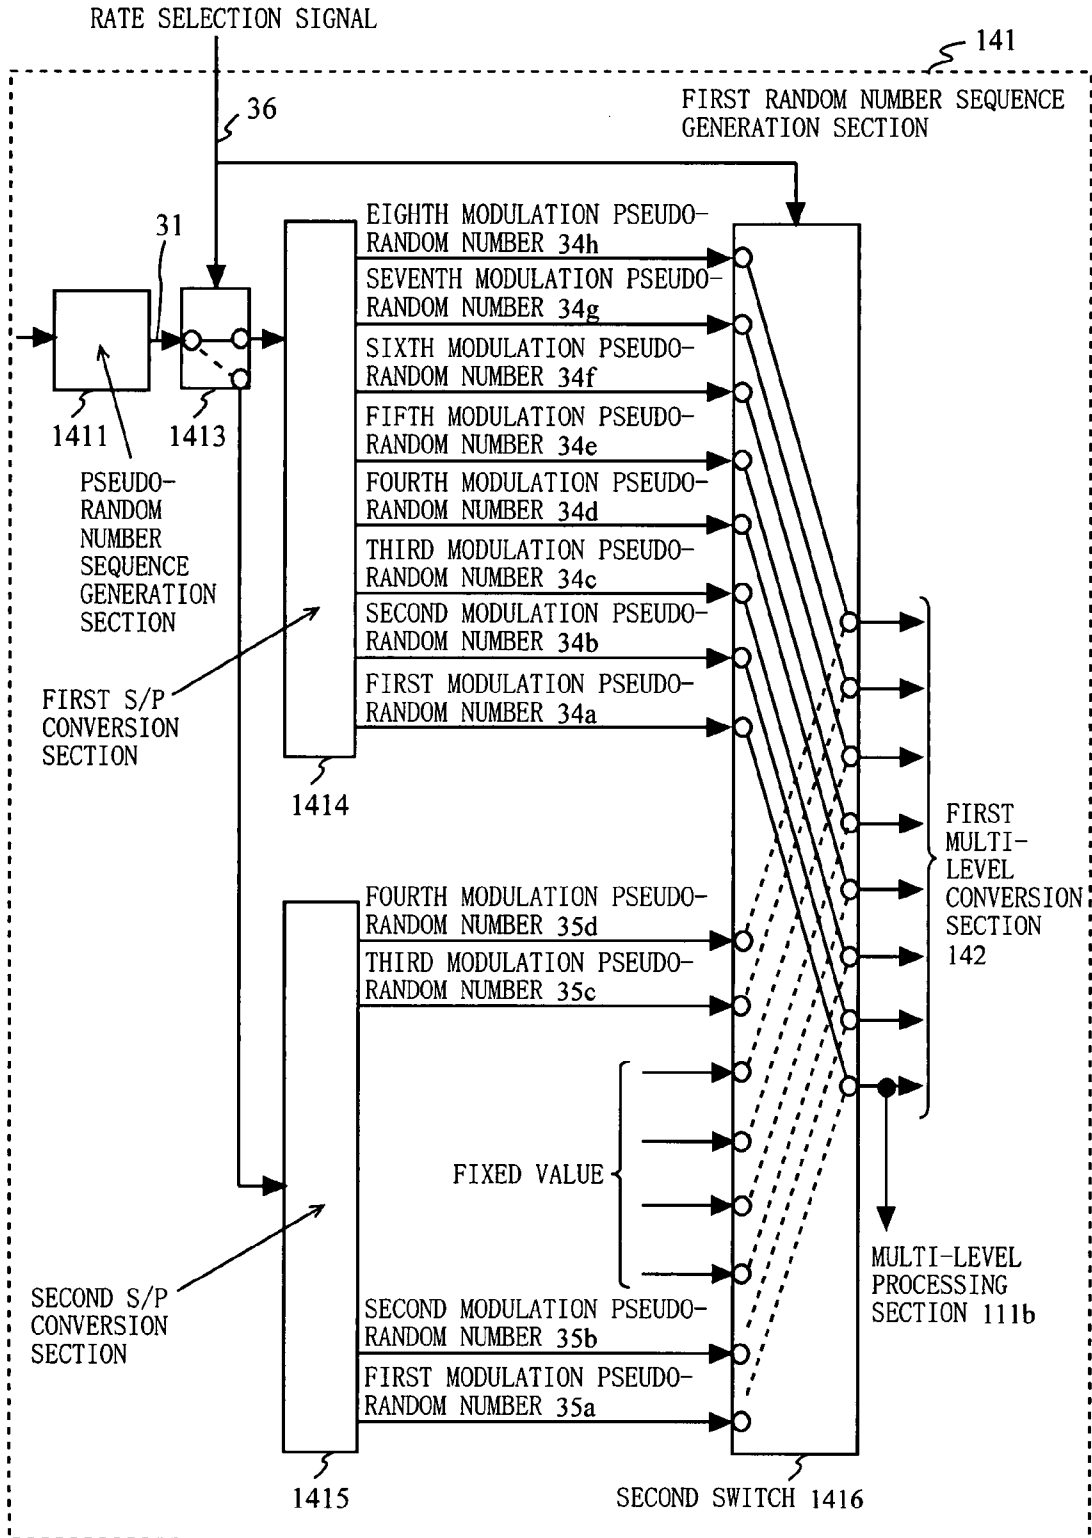 RATE SELECTION SIGNAL
141
FIRST RANDOM NUMBER SEQUENCE
GENERATION SECTION
36
31
EIGHTH MODULATION PSEUDO-
RANDOM NUMBER 34h
SEVENTH MODULATION PSEUDO-
RANDOM NUMBER 34g
SIXTH MODULATION PSEUDO-
RANDOM NUMBER 34f
FIFTH MODULATION PSEUDO-
RANDOM NUMBER 34e
FOURTH MODULATION PSEUDO-
RANDOM NUMBER 34d
THIRD MODULATION PSEUDO-
RANDOM NUMBER 34c
SECOND MODULATION PSEUDO-
RANDOM NUMBER 34b
FIRST MODULATION PSEUDO-
RANDOM NUMBER 34a
1411
1413
PSEUDO-
RANDOM
NUMBER
SEQUENCE
GENERATION
SECTION
FIRST S/P
CONVERSION
SECTION
1414
FIRST
MULTI-
LEVEL
CONVERSION
SECTION
142
FOURTH MODULATION PSEUDO-
RANDOM NUMBER 35d
THIRD MODULATION PSEUDO-
RANDOM NUMBER 35c
FIXED VALUE
SECOND MODULATION PSEUDO-
RANDOM NUMBER 35b
FIRST MODULATION PSEUDO-
RANDOM NUMBER 35a
MULTI-LEVEL
PROCESSING
SECTION 111b
SECOND S/P
CONVERSION
SECTION
1415
SECOND SWITCH 1416